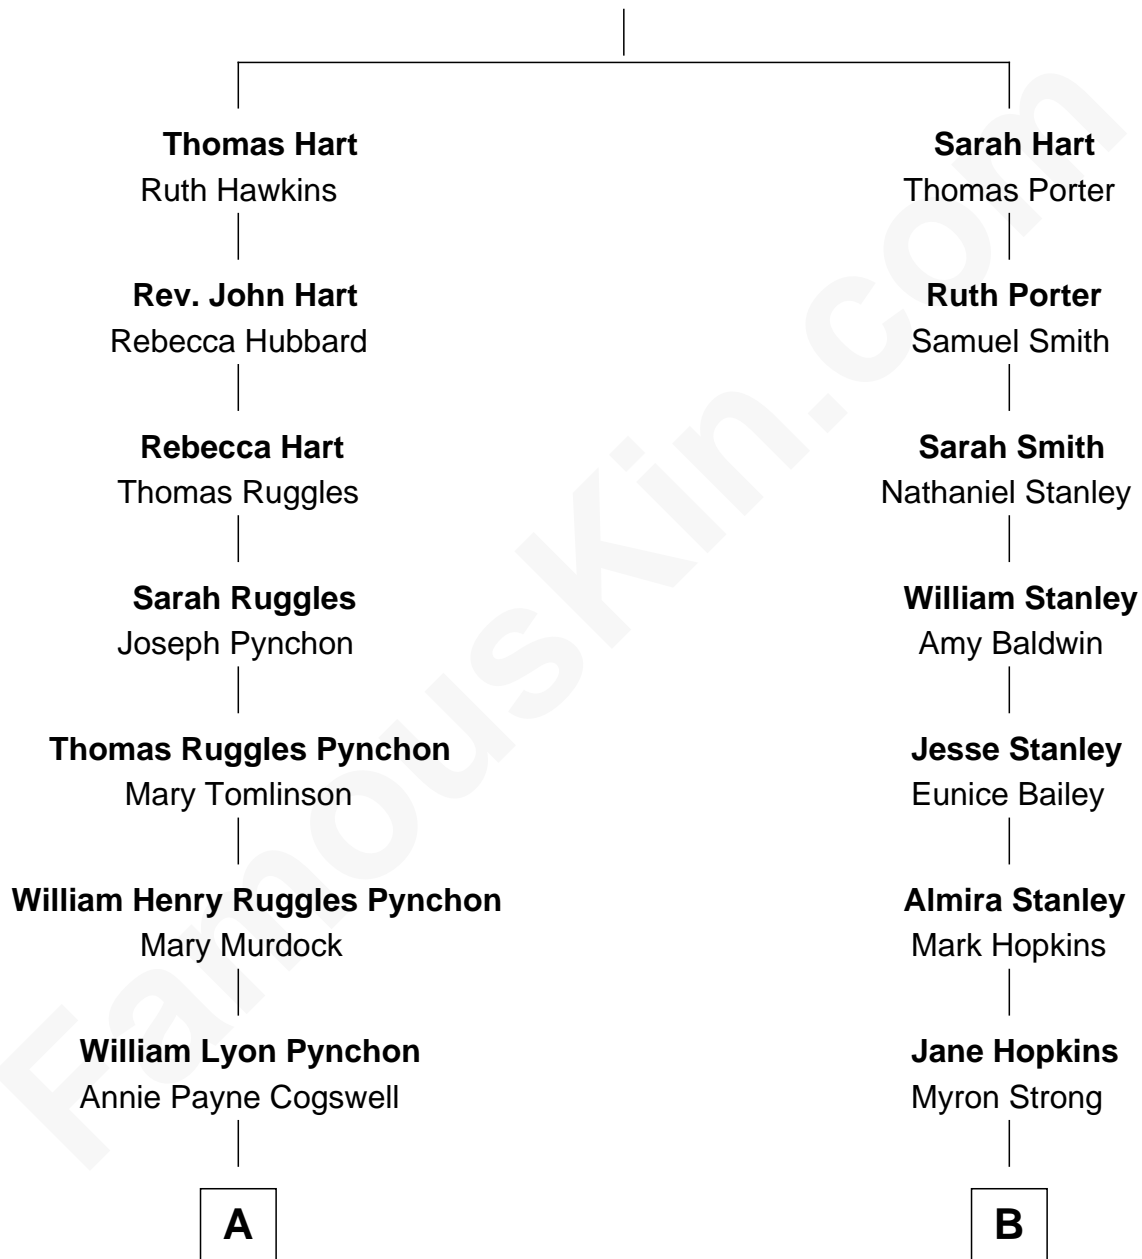 Thomas Hart
Ruth Hawkins
Rev. John Hart
Rebecca Hubbard
Rebecca Hart
Thomas Ruggles
Sarah Ruggles
Joseph Pynchon
Thomas Ruggles Pynchon
Mary Tomlinson
William Henry Ruggles Pynchon
Mary Murdock
William Lyon Pynchon
Annie Payne Cogswell
A
Sarah Hart
Thomas Porter
Ruth Porter
Samuel Smith
Sarah Smith
Nathaniel Stanley
William Stanley
Amy Baldwin
Jesse Stanley
Eunice Bailey
Almira Stanley
Mark Hopkins
Jane Hopkins
Myron Strong
B
FamousKin.com